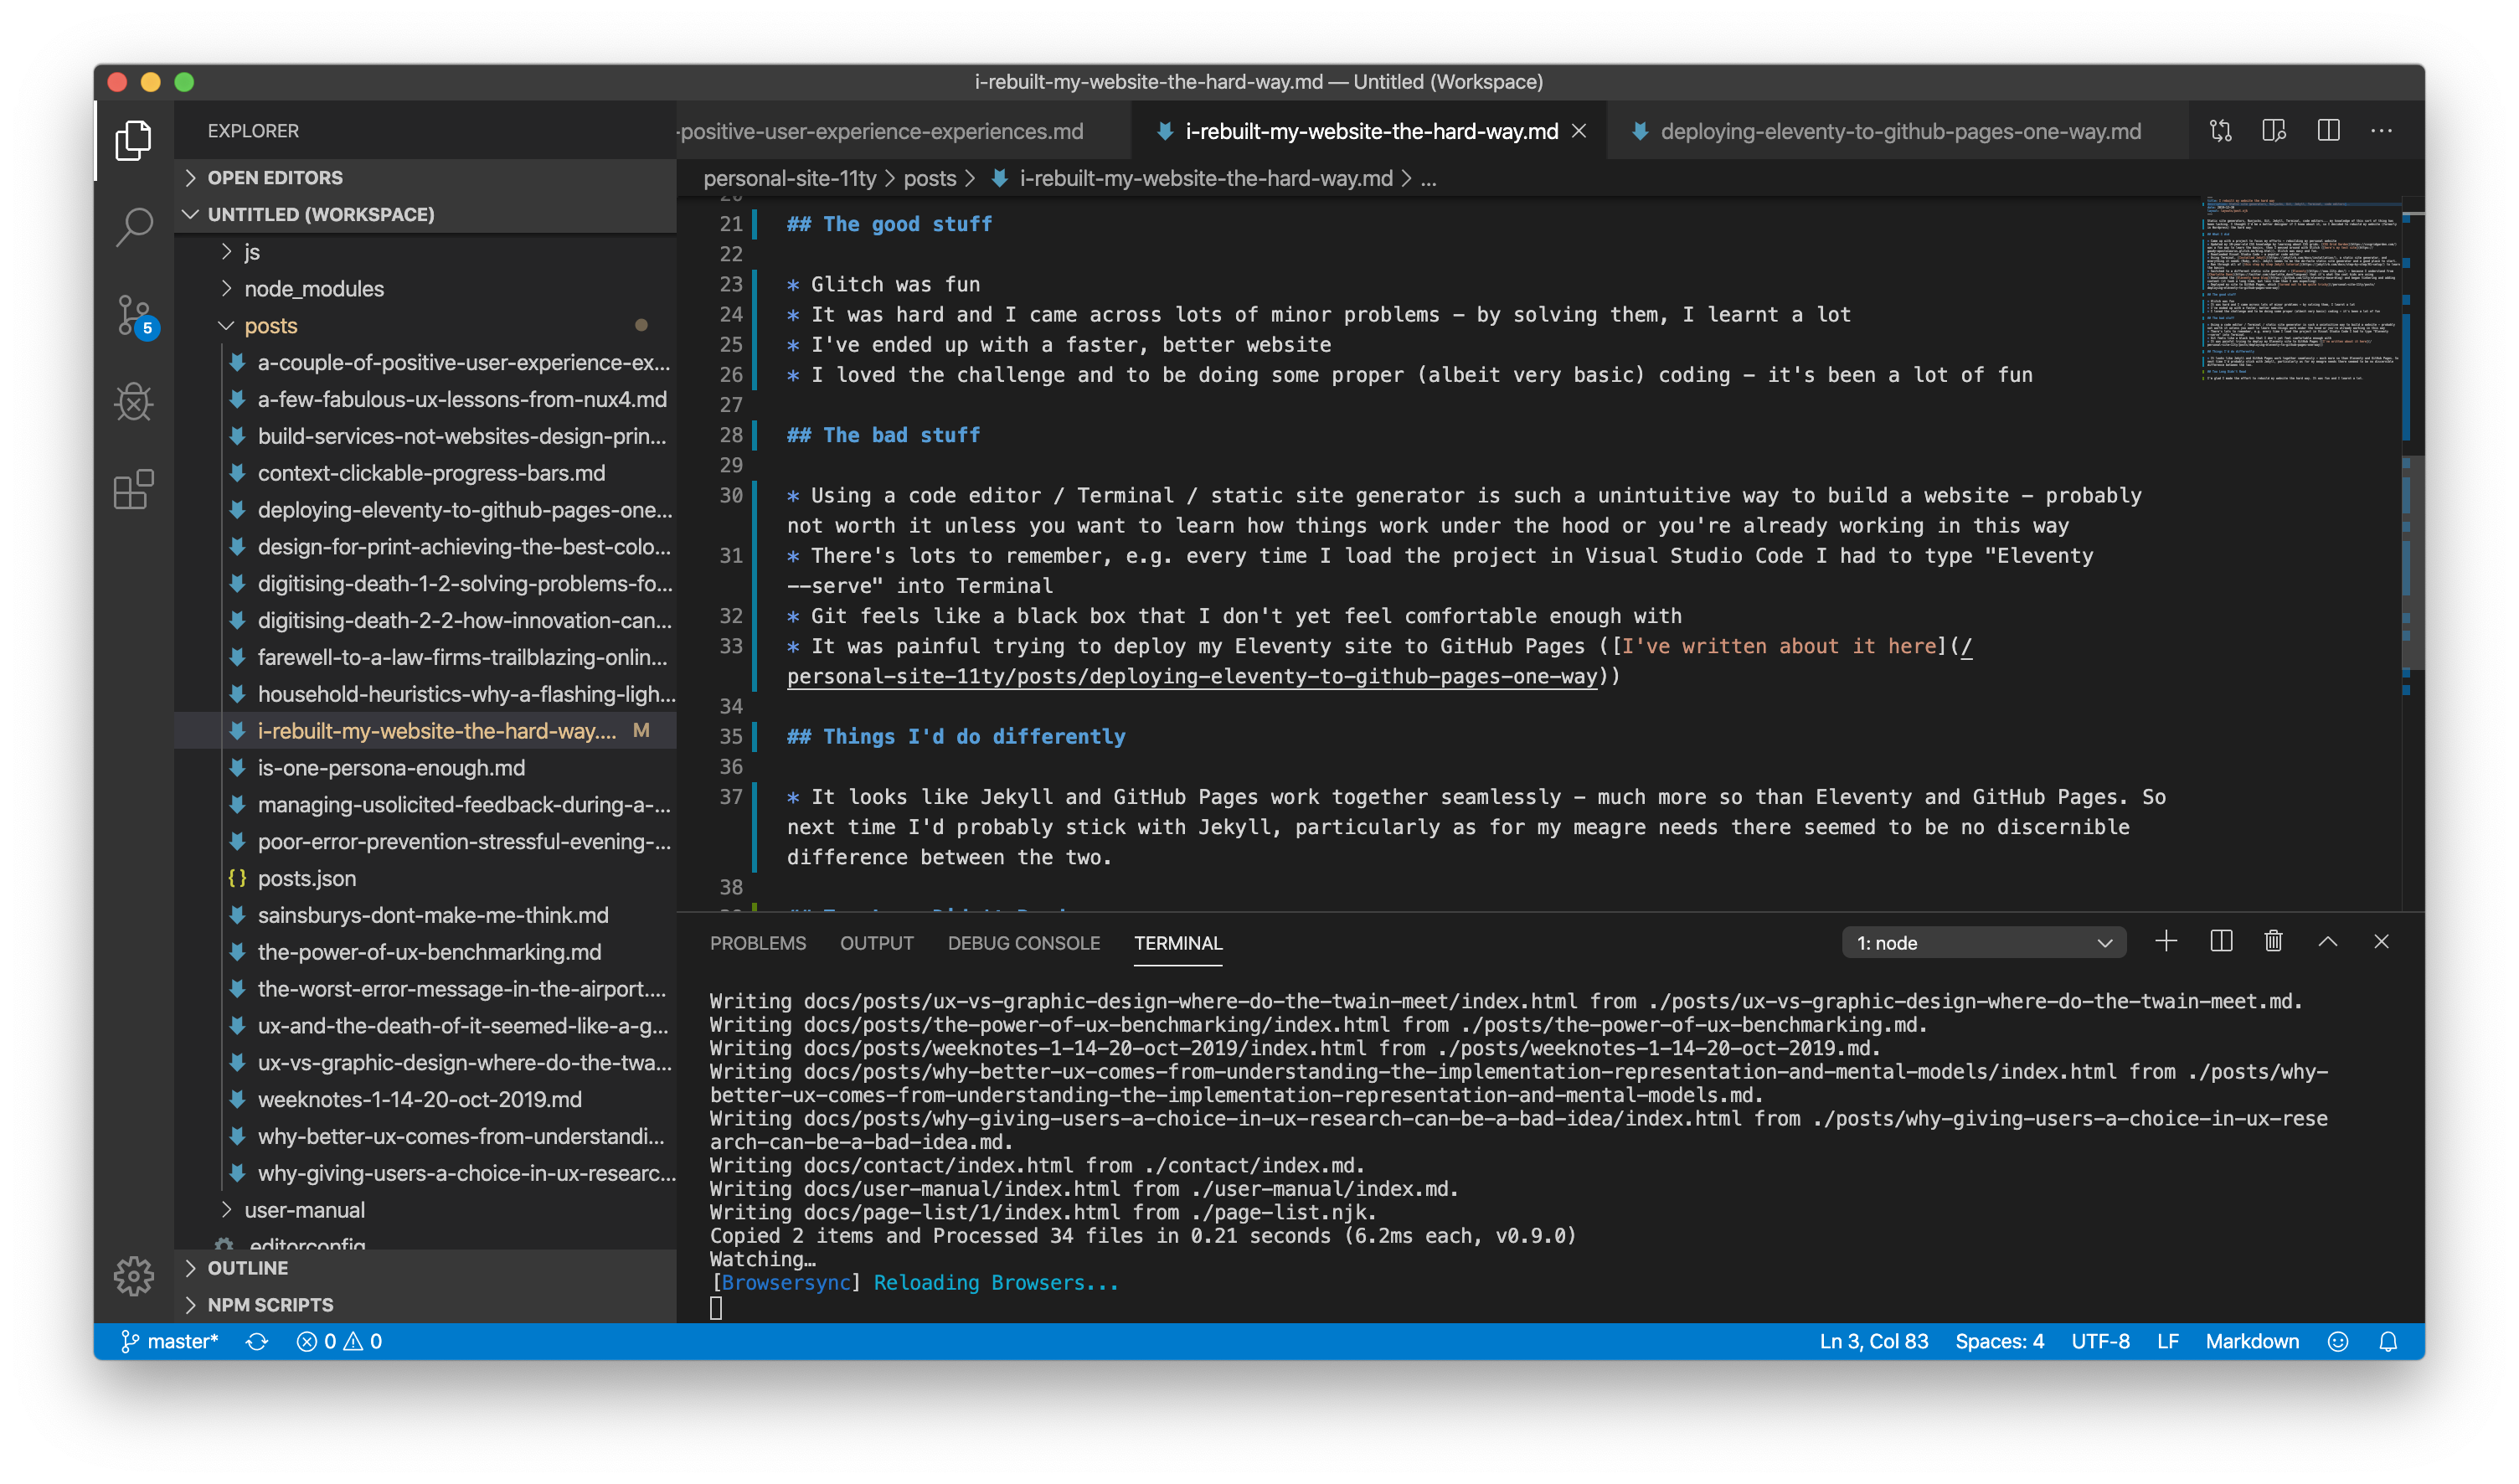 i-rebuilt-my-website-the-hard-way.md — Untitled (Workspace)
EXPLORER
OPEN EDITORS
UNTITLED (WORKSPACE)
js
node_modules
posts
a-couple-of-positive-user-experience-ex...
a-few-fabulous-ux-lessons-from-nux4.md
build-services-not-websites-design-prin...
context-clickable-progress-bars.md
deploying-eleventy-to-github-pages-one...
design-for-print-achieving-the-best-colo...
digitising-death-1-2-solving-problems-fo...
digitising-death-2-2-how-innovation-can...
farewell-to-a-law-firms-trailblazing-onlin...
household-heuristics-why-a-flashing-ligh...
i-rebuilt-my-website-the-hard-way.... M
is-one-persona-enough.md
managing-usolicited-feedback-during-a-...
poor-error-prevention-stressful-evening-...
{} posts.json
sainsburys-dont-make-me-think.md
the-power-of-ux-benchmarking.md
the-worst-error-message-in-the-airport....
ux-and-the-death-of-it-seemed-like-a-g...
ux-vs-graphic-design-where-do-the-twa...
weeknotes-1-14-20-oct-2019.md
why-better-ux-comes-from-understandi...
why-giving-users-a-choice-in-ux-researc...
user-manual
.editorconfig
OUTLINE
NPM SCRIPTS
5
-positive-user-experience-experiences.md
i-rebuilt-my-website-the-hard-way.md
deploying-eleventy-to-github-pages-one-way.md
personal-site-11ty > posts > i-rebuilt-my-website-the-hard-way.md > ...
20
21 ## The good stuff
22
23 * Glitch was fun
24 * It was hard and I came across lots of minor problems – by solving them, I learnt a lot
25 * I've ended up with a faster, better website
26 * I loved the challenge and to be doing some proper (albeit very basic) coding – it's been a lot of fun
27
28 ## The bad stuff
29
30 * Using a code editor / Terminal / static site generator is such a unintuitive way to build a website – probably
not worth it unless you want to learn how things work under the hood or you're already working in this way
31 * There's lots to remember, e.g. every time I load the project in Visual Studio Code I had to type "Eleventy
--serve" into Terminal
32 * Git feels like a black box that I don't yet feel comfortable enough with
33 * It was painful trying to deploy my Eleventy site to GitHub Pages ([I've written about it here](/
personal-site-11ty/posts/deploying-eleventy-to-github-pages-one-way))
34
35 ## Things I'd do differently
36
37 * It looks like Jekyll and GitHub Pages work together seamlessly – much more so than Eleventy and GitHub Pages. So
next time I'd probably stick with Jekyll, particularly as for my meagre needs there seemed to be no discernible
difference between the two.
38
PROBLEMS OUTPUT DEBUG CONSOLE TERMINAL
1: node
Writing docs/posts/ux-vs-graphic-design-where-do-the-twain-meet/index.html from ./posts/ux-vs-graphic-design-where-do-the-twain-meet.md.
Writing docs/posts/the-power-of-ux-benchmarking/index.html from ./posts/the-power-of-ux-benchmarking.md.
Writing docs/posts/weeknotes-1-14-20-oct-2019/index.html from ./posts/weeknotes-1-14-20-oct-2019.md.
Writing docs/posts/why-better-ux-comes-from-understanding-the-implementation-representation-and-mental-models/index.html from ./posts/why-
better-ux-comes-from-understanding-the-implementation-representation-and-mental-models.md.
Writing docs/posts/why-giving-users-a-choice-in-ux-research-can-be-a-bad-idea/index.html from ./posts/why-giving-users-a-choice-in-ux-rese
arch-can-be-a-bad-idea.md.
Writing docs/contact/index.html from ./contact/index.md.
Writing docs/user-manual/index.html from ./user-manual/index.md.
Writing docs/page-list/1/index.html from ./page-list.njk.
Copied 2 items and Processed 34 files in 0.21 seconds (6.2ms each, v0.9.0)
Watching…
[Browsersync] Reloading Browsers...
master* 0 0
Ln 3, Col 83 Spaces: 4 UTF-8 LF Markdown